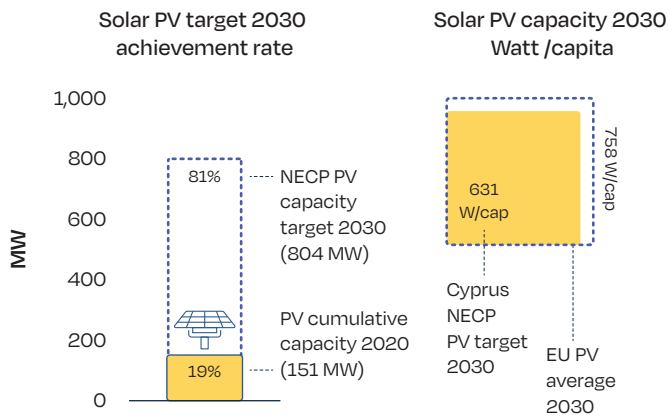 Solar PV target 2030
achievement rate
MW
1,000
800
600
400
200
0
81%
19%
NECP PV
capacity
target 2030
(804 MW)
PV cumulative
capacity 2020
(151 MW)
Solar PV capacity 2030
Watt /capita
758 W/cap
631
W/cap
Cyprus
NECP
PV target
2030
EU PV
average
2030